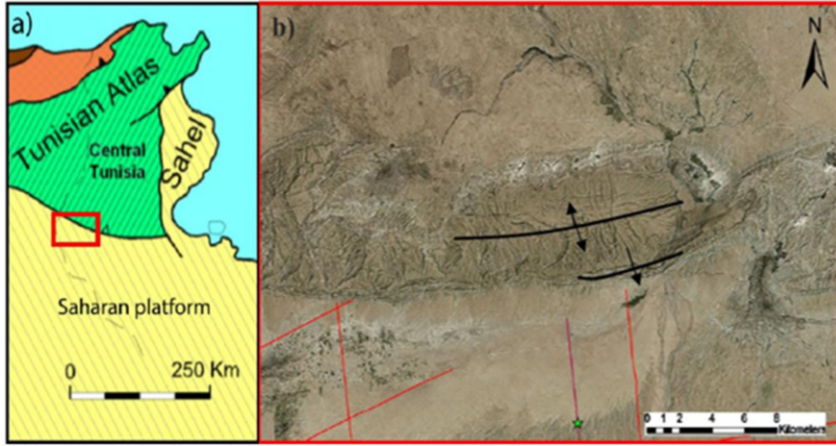 a)
Tunisian Atlas
Central
Tunisia
Sahel
Saharan platform
0 250 Km
b)
N
0 1 2 4 6 8
Kilometers